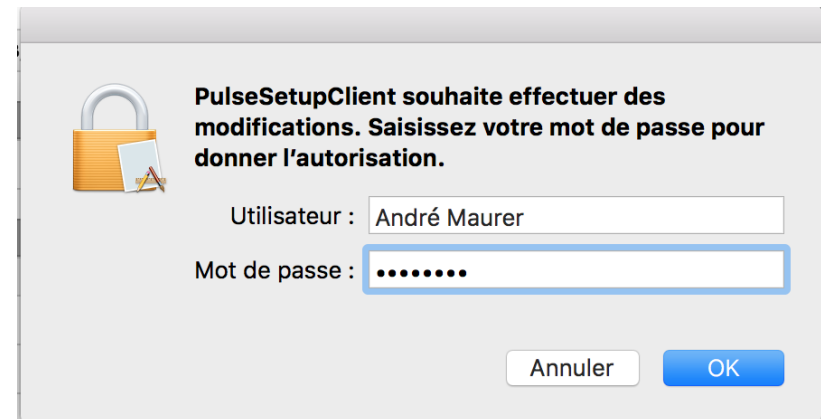 PulseSetupClient souhaite effectuer des
modifications. Saisissez votre mot de passe pour
donner l’autorisation.
Utilisateur : André Maurer
Mot de passe : ••••••••
Annuler OK